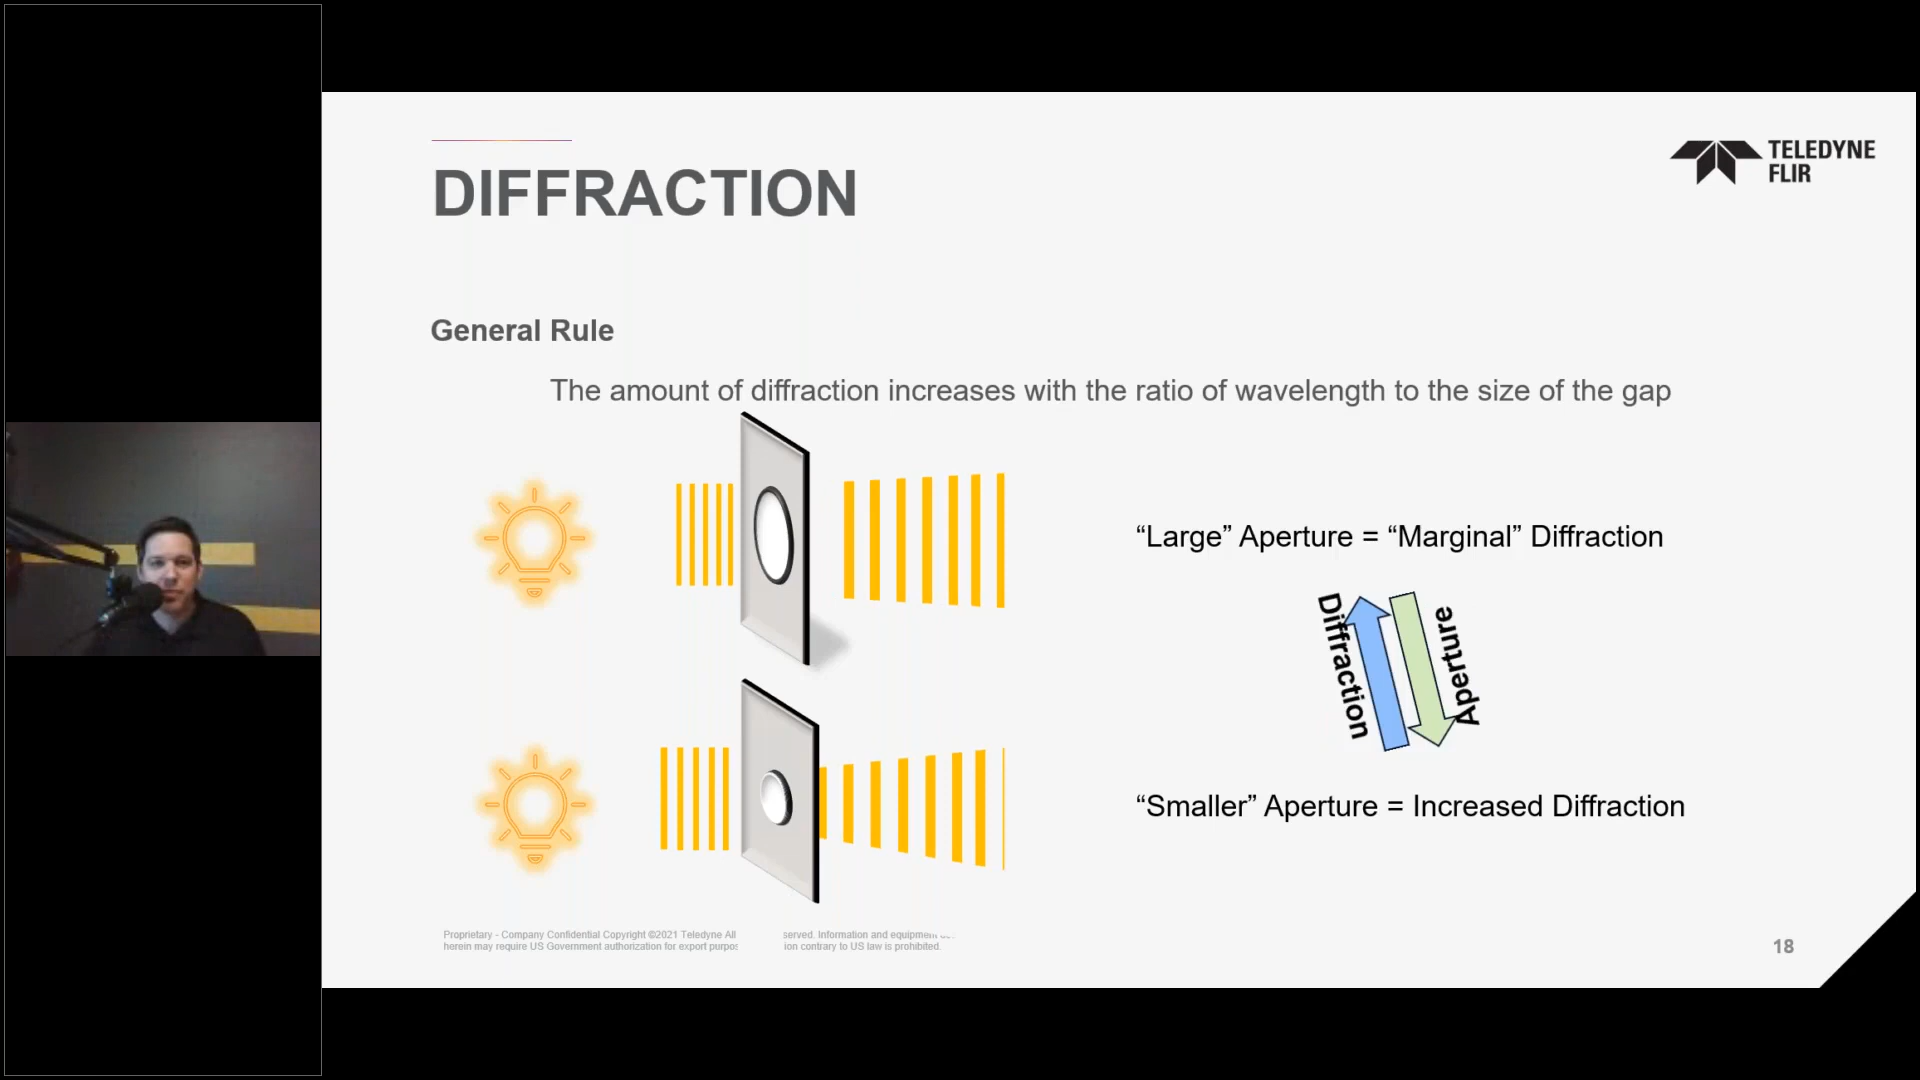 DIFFRACTION
TELEDYNE
FLIR
General Rule
The amount of diffraction increases with the ratio of wavelength to the size of the gap
“Large” Aperture = “Marginal” Diffraction
Diffraction
Aperture
“Smaller” Aperture = Increased Diffraction
Proprietary - Company Confidential Copyright ©2021 Teledyne All served. Information and equipment
herein may require US Government authorization for export ion contrary to US law is prohibited.
18